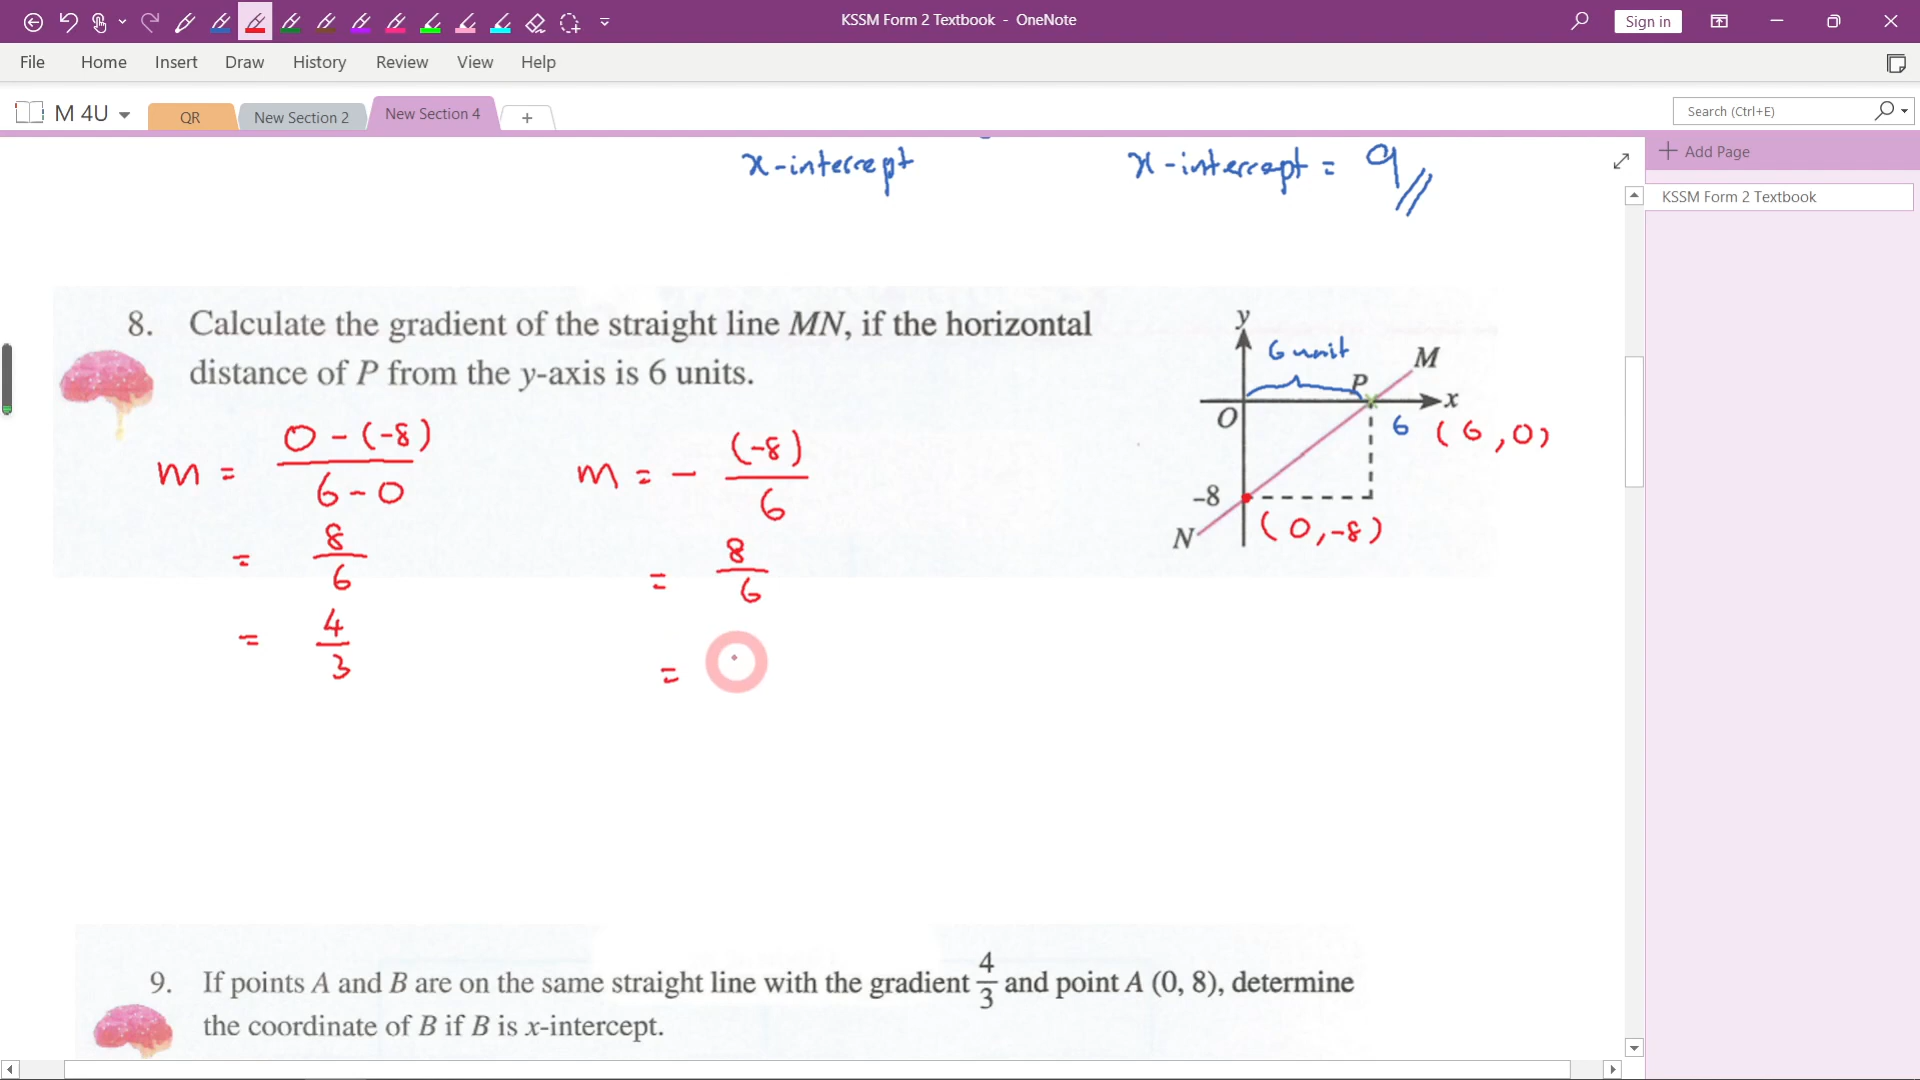 KSSM Form 2 Textbook - OneNote
Sign in
File Home Insert Draw History Review View Help
M 4U QR New Section 2 New Section 4 +
Search (Ctrl+E)
Add Page
KSSM Form 2 Textbook
x-intercept x-intercept = 9 //
8. Calculate the gradient of the straight line MN, if the horizontal
distance of P from the y-axis is 6 units.
m = 0 - (-8) / 6 - 0
= 8 / 6
= 4 / 3
m = - (-8) / 6
= 8 / 6
=
y
6 unit
M
P
x
O
6 (6, 0)
-8
N
(0, -8)
9. If points A and B are on the same straight line with the gradient 4/3 and point A (0, 8), determine
the coordinate of B if B is x-intercept.